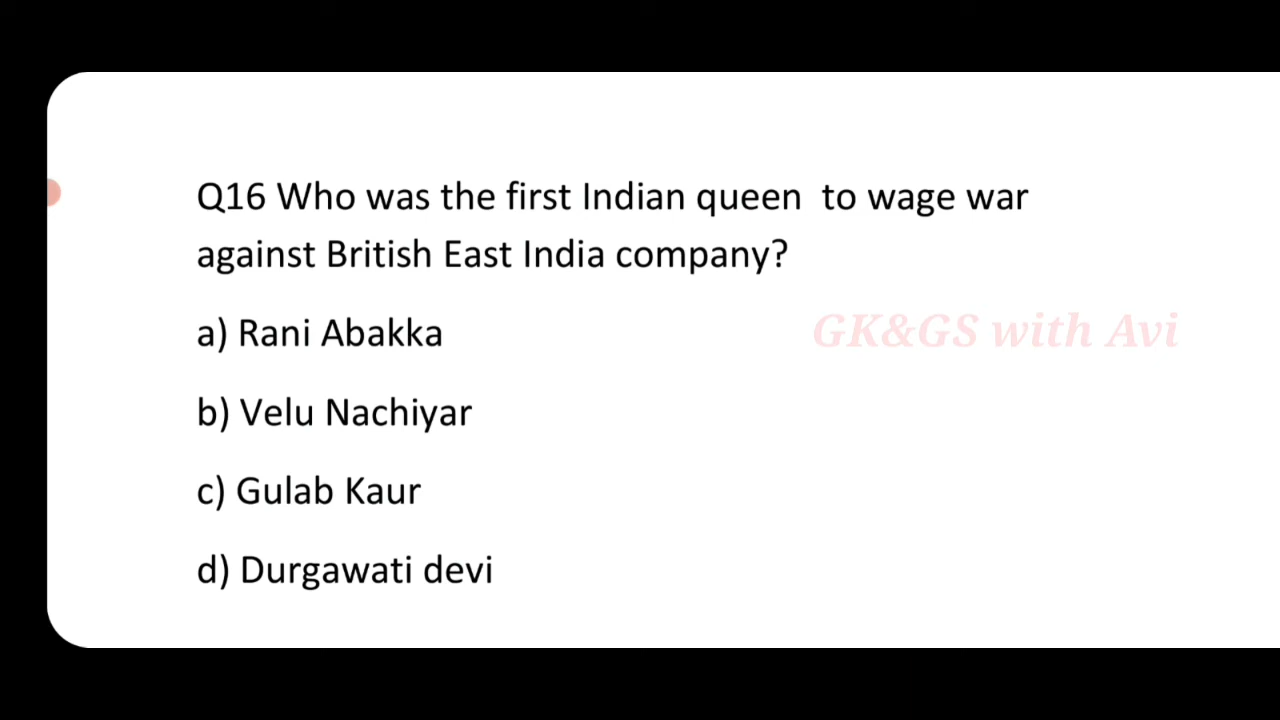 Q16 Who was the first Indian queen  to wage war
against British East India company?
a) Rani Abakka
GK&GS with Avi
b) Velu Nachiyar
c) Gulab Kaur
d) Durgawati devi